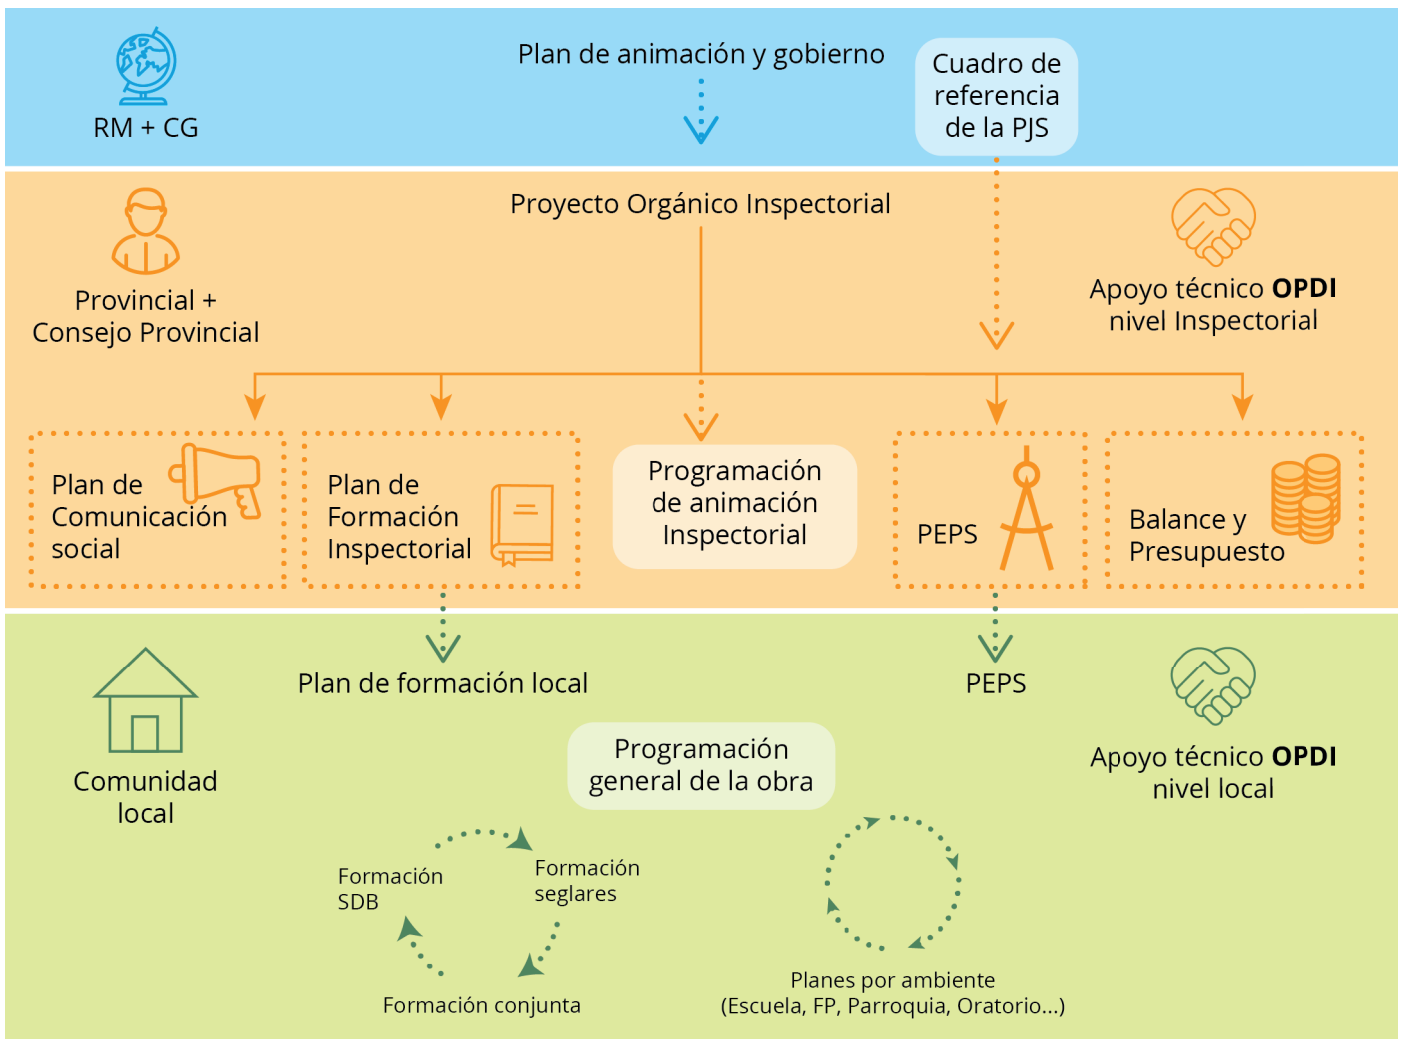 RM + CG
Plan de animación y gobierno
Cuadro de
referencia
de la PJS
Provincial +
Consejo Provincial
Proyecto Orgánico Inspectorial
Apoyo técnico OPDI
nivel Inspectorial
Plan de
Comunicación
social
Plan de
Formación
Inspectorial
Programación
de animación
Inspectorial
PEPS
Balance y
Presupuesto
Comunidad
local
Plan de formación local
PEPS
Apoyo técnico OPDI
nivel local
Programación
general de la obra
Formación
SDB
Formación
seglares
Formación conjunta
Planes por ambiente
(Escuela, FP, Parroquia, Oratorio...)